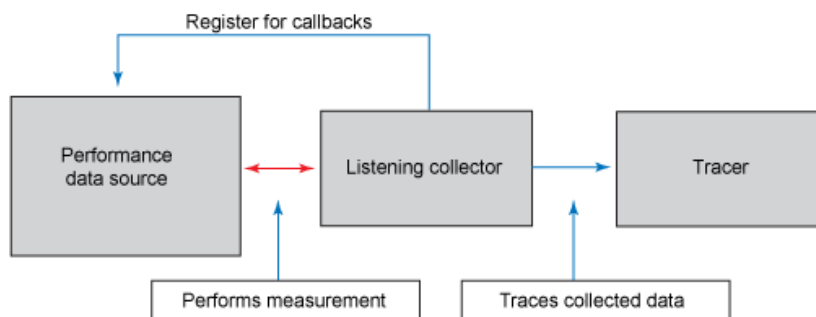 Register for callbacks
Performance
data source
Listening collector
Tracer
Performs measurement
Traces collected data